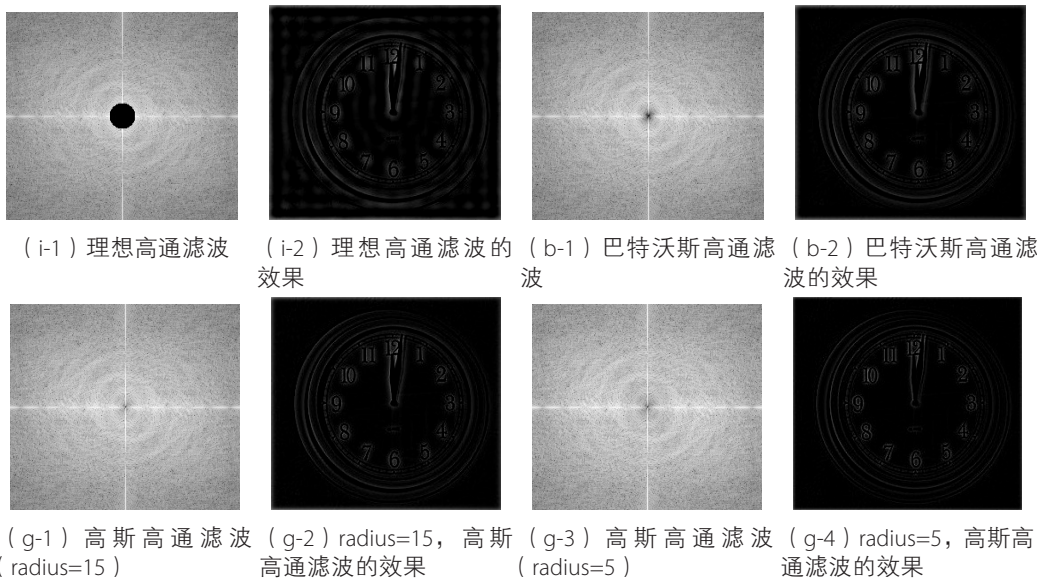 （i-1）理想高通滤波
（i-2）理想高通滤波的
效果
（b-1）巴特沃斯高通滤
波
（b-2）巴特沃斯高通滤
波的效果
（g-1）高斯高通滤波
（radius=15）
（g-2）radius=15，高斯
高通滤波的效果
（g-3）高斯高通滤波
（radius=5）
（g-4）radius=5，高斯高
通滤波的效果